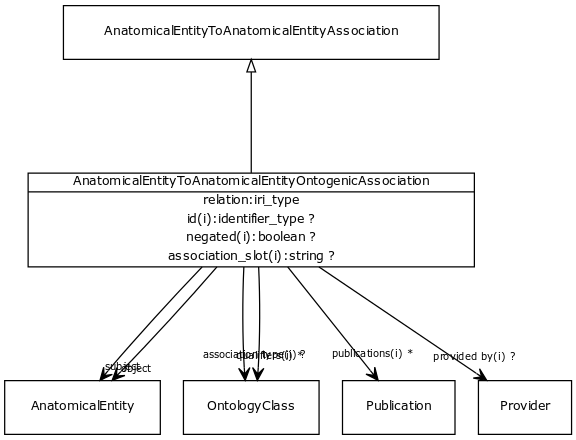 AnatomicalEntityToAnatomicalEntityAssociation
AnatomicalEntityToAnatomicalEntityOntogenicAssociation
relation:iri_type
id(i):identifier_type ?
negated(i):boolean ?
association_slot(i):string ?
subject
object
association type(i) ?
qualifiers(i) *
publications(i) *
provided by(i) ?
AnatomicalEntity
OntologyClass
Publication
Provider